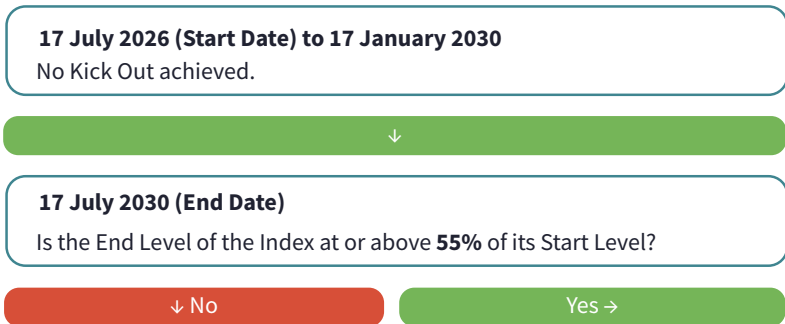 17 July 2026 (Start Date) to 17 January 2030
No Kick Out achieved.
↓
17 July 2030 (End Date)
Is the End Level of the Index at or above 55% of its Start Level?
↓ No
Yes →